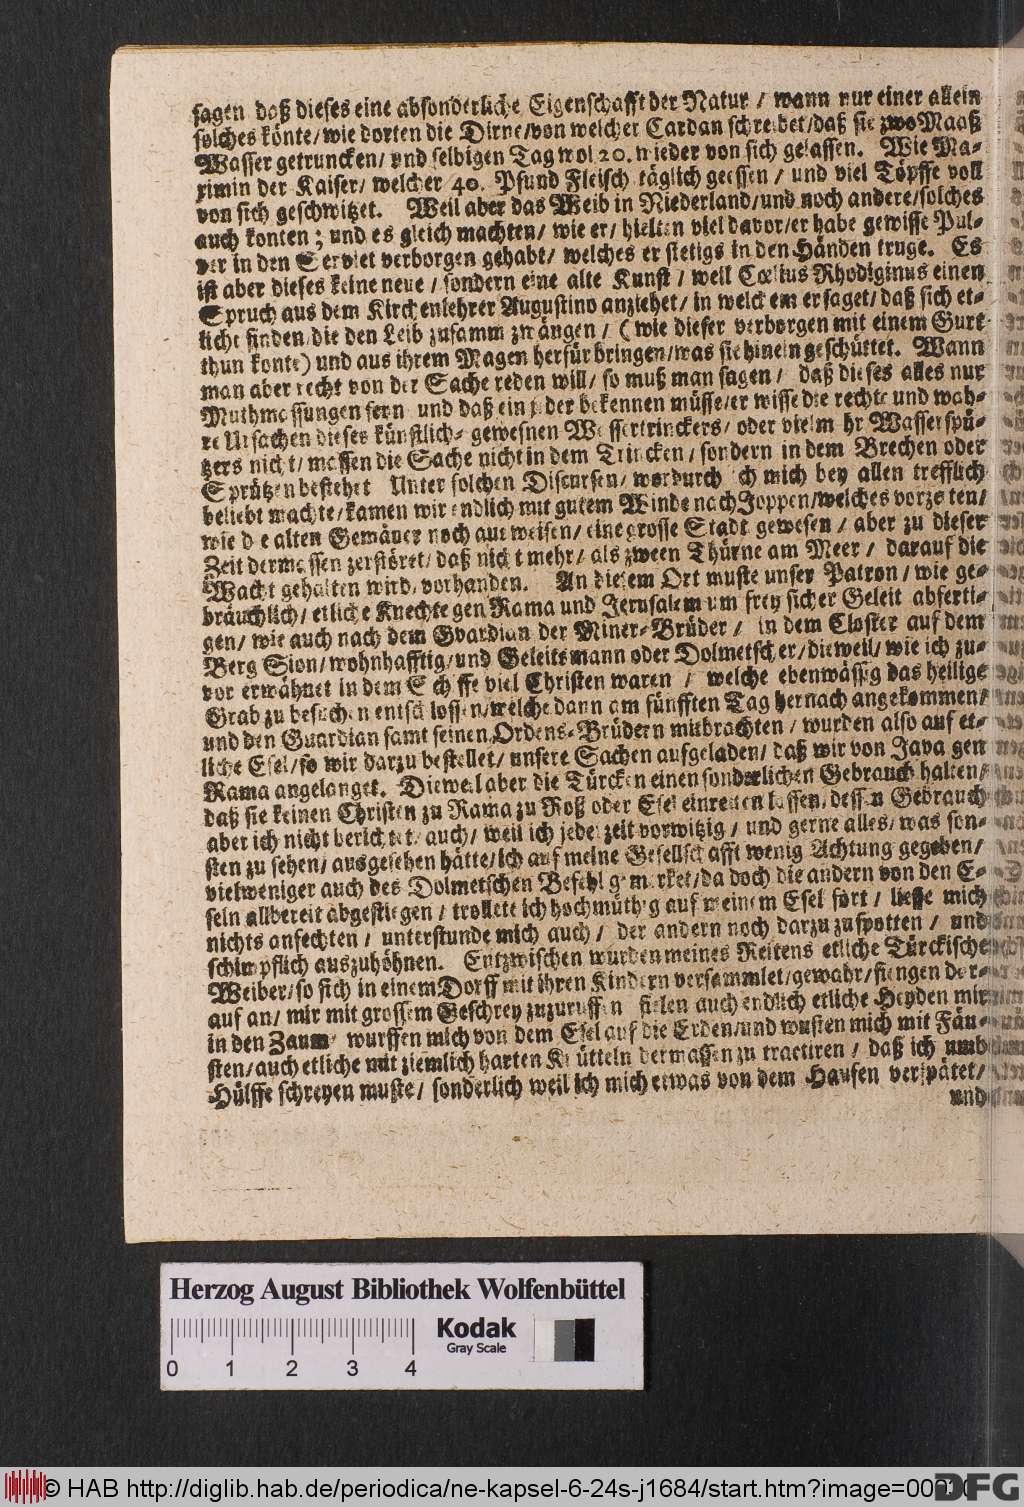 sagen daß dieses eine absonderliche Eigenschafft der Natur / wann nur einer allein
solches könte/ wie dorten die Dirne/ von welcher Cardan schreibet/ daß sie zwo Maaß
Wasser getruncken/ und selbigen Tag wol 20. wieder von sich gelassen. Wie Ma-
ximin der Kaiser/ welcher 40. Pfund Fleisch täglich geessen / und viel Töpffe voll
von sich geschwitzet. Weil aber das Weib in Niederland/ und noch andere/ solches
auch konten; und es gleich machten/ wie er/ hielten viel davor/ er habe gewisse Pul-
ver in den Serviet verborgen gehabt/ welches er stetigs in den Händen truge. Es
ist aber dieses keine neue / sondern eine alte Kunst / weil Cœlius Rhodiginus einen
Spruch aus dem Kirchenlehrer Augustino anziehet/ in welchem er saget/ daß sich et-
liche finden/ die den Leib zusamm zwängen / (wie dieser verborgen mit einem Gurt
thun konte) und aus ihrem Magen herfür bringen/ was sie hinein geschüttet. Wann
man aber recht von der Sache reden will/ so muß man sagen / daß dieses alles nur
Muthmassungen seyn und daß ein jeder bekennen müsse/ er wisse die rechte und wah-
re Ursachen dieses künstlich-gewesnen Wassertrinckers/ oder vielmehr Wasserspü-
tzers nicht/ massen die Sache nicht in dem Trincken / sondern in dem Brechen oder
Sprützen bestehet Unter solchen Discursen/ wordurch ich mich bey allen trefflich
beliebt machte/ kamen wir endlich mit gutem Winde nach Joppen/ welches vorzeiten/
wie die alten Gemäuer noch ausweisen/ eine grosse Stadt gewesen / aber zu dieser
Zeit dermassen zerstöret/ daß nicht mehr/ als zween Thürne am Meer / darauf die
Wacht gehalten wird/ vorhanden. An diesem Ort muste unser Patron / wie ge-
bräuchlich/ etliche Knechte gen Rama und Jerusalem um frey sicher Geleit abferti-
gen/ wie auch nach dem Gvardian der Miner-Brüder / in dem Closter auf dem
Berg Sion/ wohnhafftig/ und Geleitsmann oder Dolmetscher/ dieweil/ wie ich zu-
vor erwähnet in dem Schiffe viel Christen waren / welche ebenmässig das heilige
Grab zu besuchen entschlossen/ welche dann am fünfften Tag hernach angekommen/
und den Guardian samt seinen Ordens-Brüdern mitbrachten / wurden also auf et-
liche Esel/ so wir darzu bestellet/ unsere Sachen aufgeladen/ daß wir von Java gen
Rama angelanget. Dieweil aber die Türcken einen sonderlichen Gebrauch halten/
daß sie keinen Christen zu Rama zu Roß oder Esel einreiten lassen/ dessen Gebrauch
aber ich nicht berichtet/ auch/ weil ich jederzeit vorwitzig / und gerne alles/ was son-
sten zu sehen/ ausgesehen hätte/ ich auf meine Gesellschafft wenig Achtung gegeben/
vielweniger auch des Dolmetschen Befehl gemercket/ da doch die andern von den E-
seln allbereit abgestiegen / trollete ich hochmüthig auf meinem Esel fort / liesse mich
nichts anfechten / unterstunde mich auch / der andern noch darzu zuspotten / und
schimpflich auszuhöhnen. Entzwischen wurden meines Reitens etliche Türckische
Weiber/ so sich in einem Dorff mit ihren Kindern versammlet/ gewahr/ fiengen dar-
auf an/ mir mit grossem Geschrey zuzuruffen fielen auch endlich etliche Heyden mir
in den Zaum/ wurffen mich von dem Esel auf die Erden/ und wusten mich mit Fäu-
sten/ auch etliche mit ziemlich harten Knütteln dermassen zu tractiren / daß ich umb
Hülffe schreyen muste/ sonderlich weil ich mich etwas von dem Haufen verspätet/
und
Herzog August Bibliothek Wolfenbüttel
Kodak
Gray Scale
0 1 2 3 4
© HAB http://diglib.hab.de/periodica/ne-kapsel-6-24s-j1684/start.htm?image=000
DFG